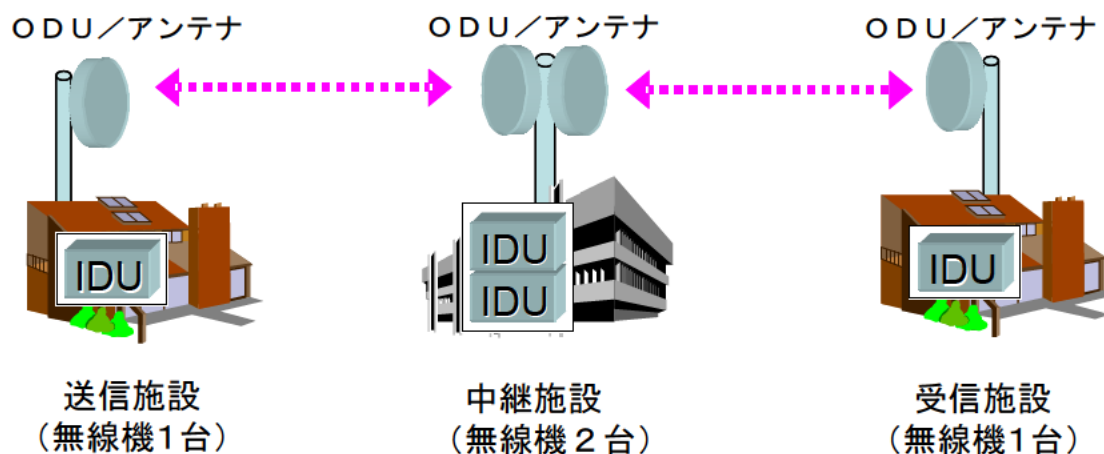 ODU/アンテナ
ODU/アンテナ
ODU/アンテナ
IDU
IDU
IDU
IDU
送信施設
(無線機1台)
中継施設
(無線機2台)
受信施設
(無線機1台)